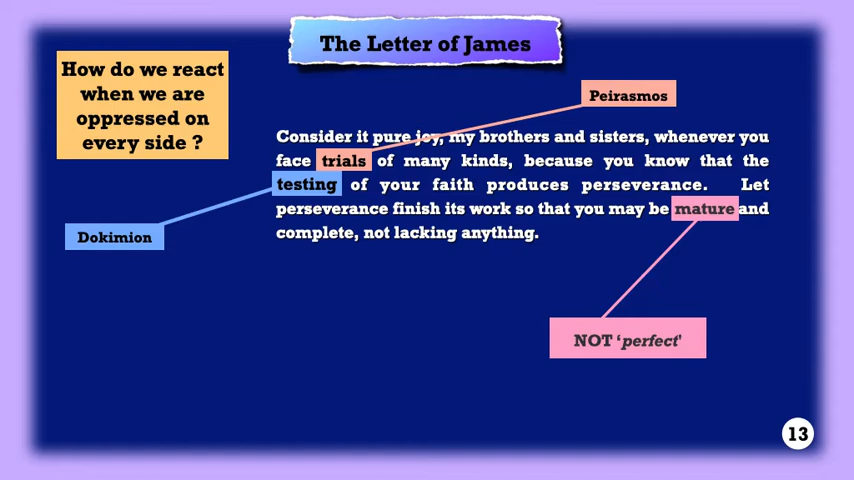 The Letter of James
How do we react
when we are
oppressed on
every side ?
Peirasmos
Consider it pure joy, my brothers and sisters, whenever you
face trials of many kinds, because you know that the
testing of your faith produces perseverance. Let
perseverance finish its work so that you may be mature and
complete, not lacking anything.
Dokimion
NOT ‘perfect'
13